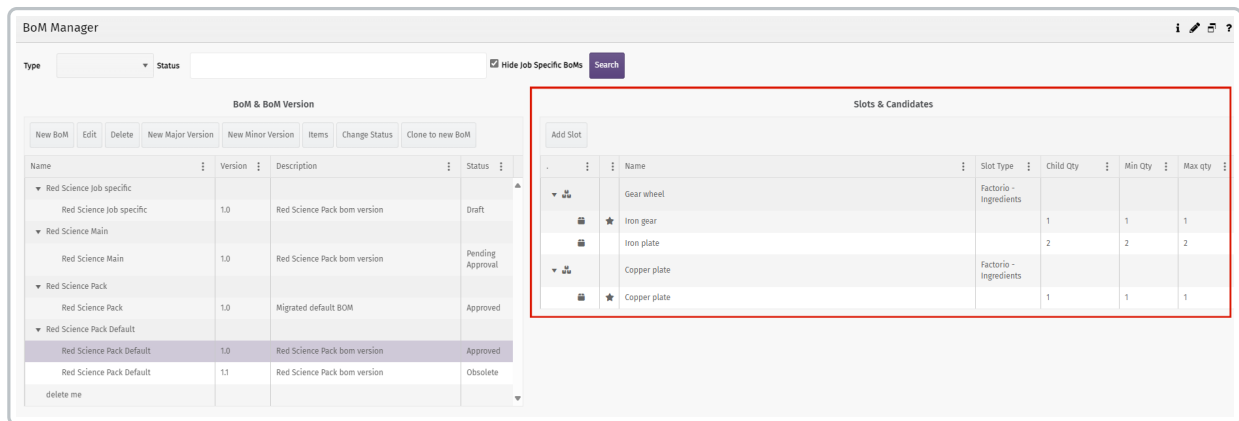 BoM Manager
i ?
Type Status Hide Job Specific BoMs Search
BoM & BoM Version
New BoM Edit Delete New Major Version New Minor Version Items Change Status Clone to new BoM
Name Version Description Status
Red Science Job specific
Red Science Job specific 1.0 Red Science Pack bom version Draft
Red Science Main
Red Science Main 1.0 Red Science Pack bom version Pending
Approval
Red Science Pack
Red Science Pack 1.0 Migrated default BOM Approved
Red Science Pack Default
Red Science Pack Default 1.0 Red Science Pack bom version Approved
Red Science Pack Default 1.1 Red Science Pack bom version Obsolete
delete me
Slots & Candidates
Add Slot
. Name Slot Type Child Qty Min Qty Max qty
Gear wheel Factorio -
Ingredients
Iron gear 1 1 1
Iron plate 2 2 2
Copper plate Factorio -
Ingredients
Copper plate 1 1 1